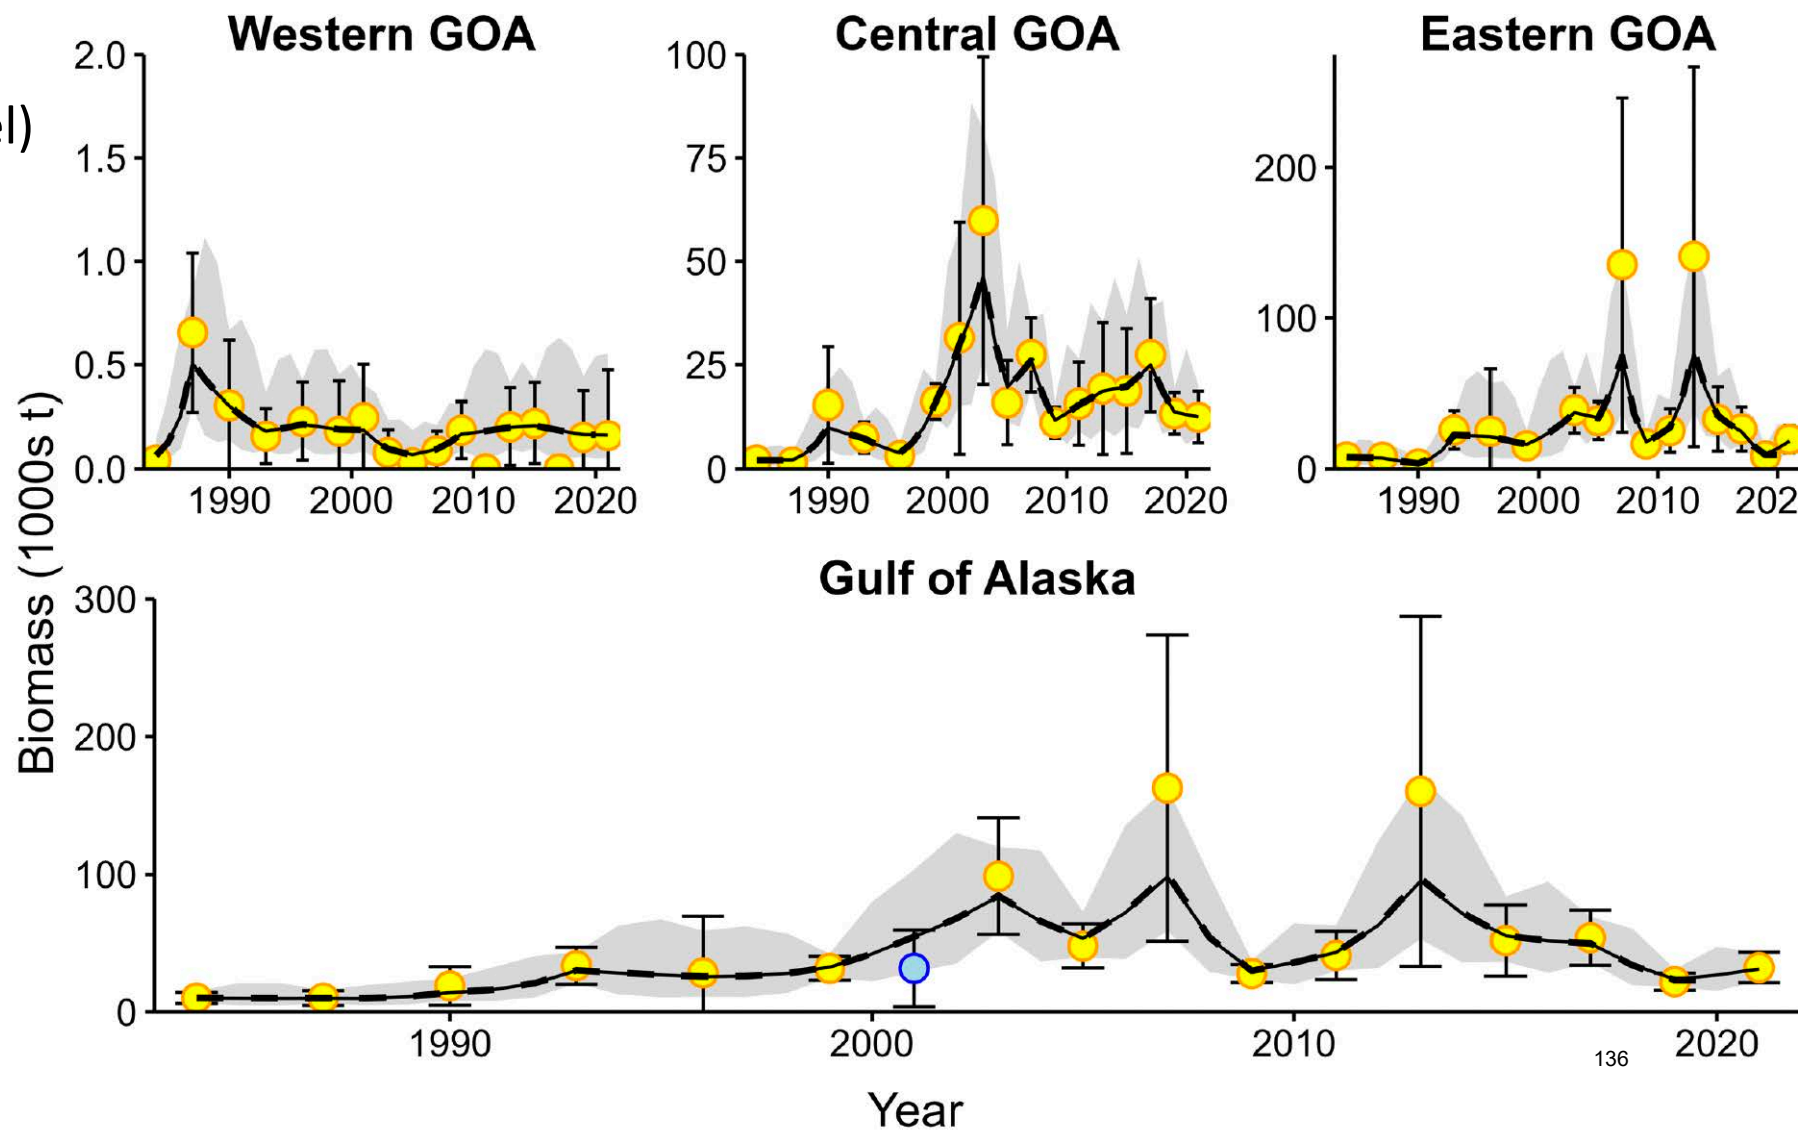 Western GOA
Central GOA
Eastern GOA
el)
2.0
1.5
1.0
0.5
0.0
1990 2000 2010 2020
100
75
50
25
0
1990 2000 2010 2020
200
100
0
1990 2000 2010 202
Biomass (1000s t)
Gulf of Alaska
300
200
100
0
1990 2000 2010 2020
136
Year